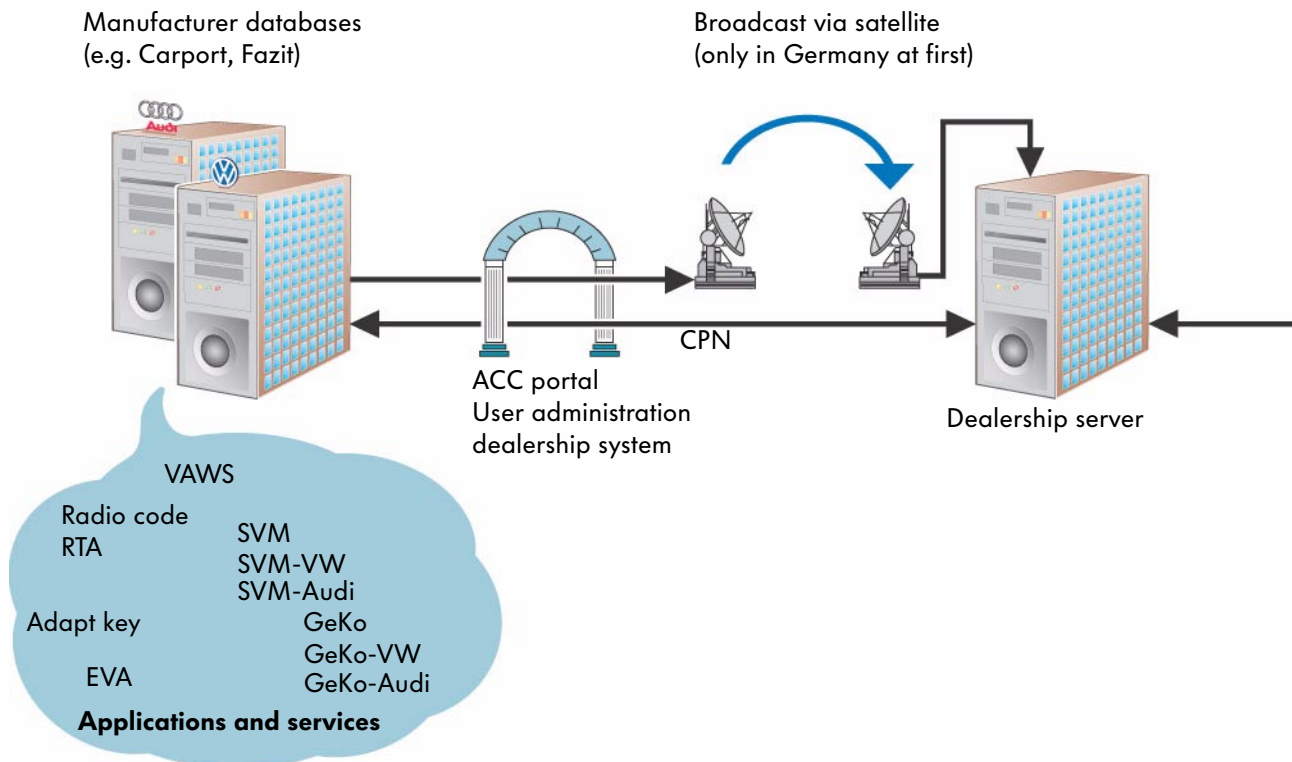 Manufacturer databases
(e.g. Carport, Fazit)
Broadcast via satellite
(only in Germany at first)
Audi
VW
CPN
ACC portal
User administration
dealership system
Dealership server
VAWS
Radio code
RTA
SVM
SVM-VW
SVM-Audi
Adapt key
GeKo
GeKo-VW
EVA
GeKo-Audi
Applications and services